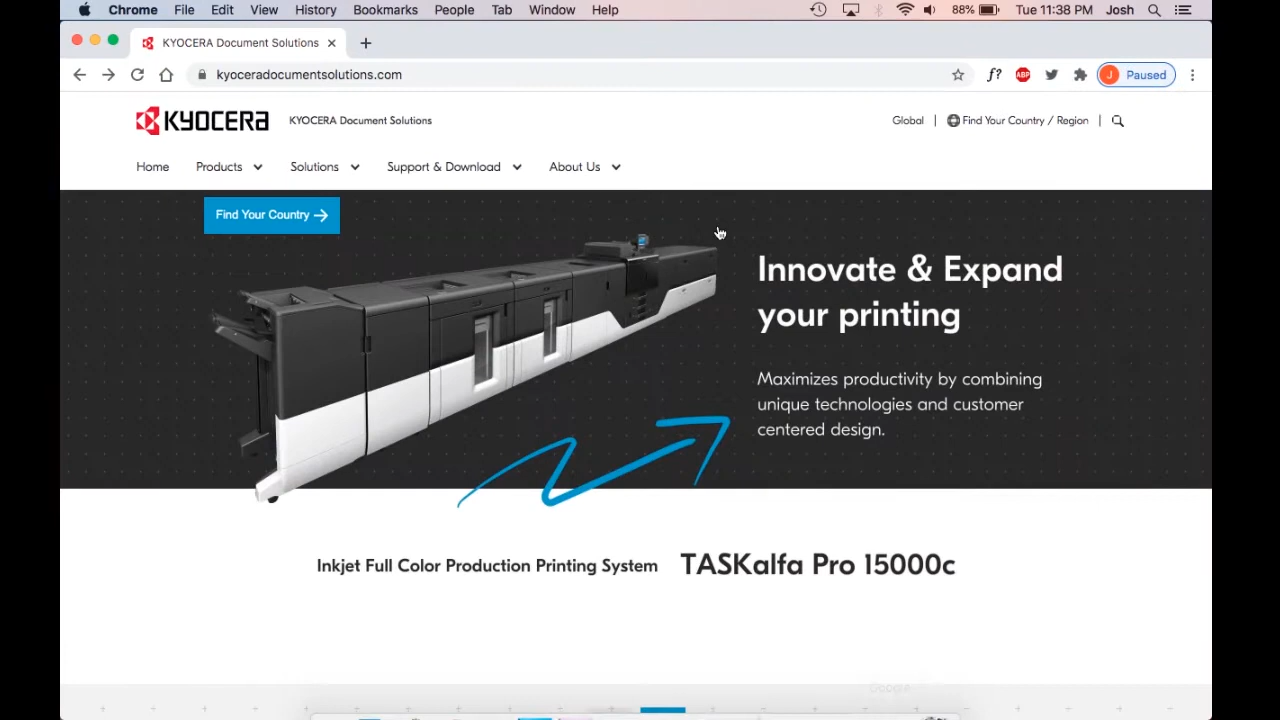 Chrome File Edit View History Bookmarks People Tab Window Help 88% Tue 11:38 PM Josh
KYOCERA Document Solutions
kyoceradocumentsolutions.com f? ABP J Paused
KYOCERA KYOCERA Document Solutions Global | Find Your Country / Region |
Home Products Solutions Support & Download About Us
Find Your Country
Innovate & Expand
your printing
Maximizes productivity by combining
unique technologies and customer
centered design.
Inkjet Full Color Production Printing System TASKalfa Pro 15000c
Google